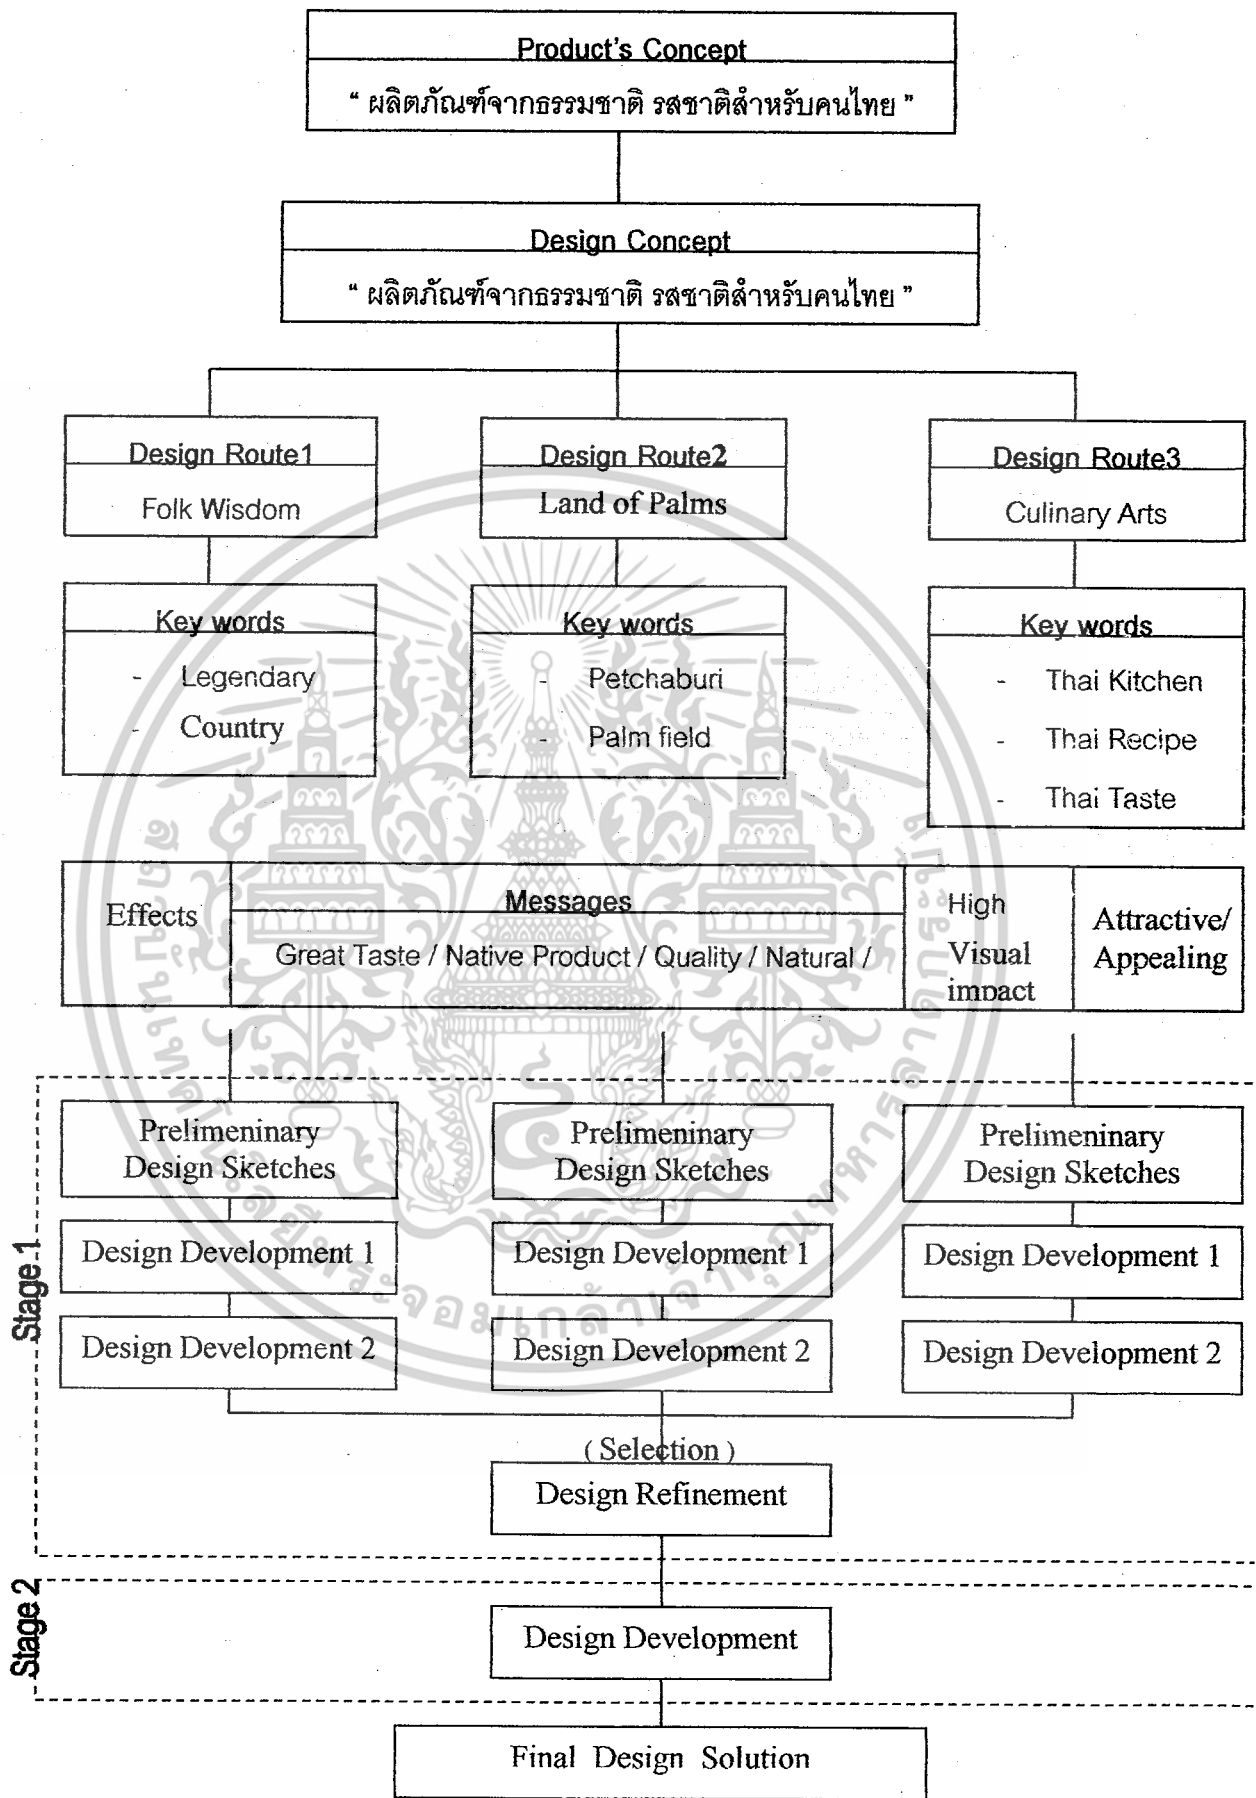 Product's Concept
“ ผลิตภัณฑ์จากธรรมชาติ รสชาติสำหรับคนไทย ”
Design Concept
“ ผลิตภัณฑ์จากธรรมชาติ รสชาติสำหรับคนไทย ”
Design Route1
Folk Wisdom
Design Route2
Land of Palms
Design Route3
Culinary Arts
Key words
- Legendary
- Country
Key words
- Petchaburi
- Palm field
Key words
- Thai Kitchen
- Thai Recipe
- Thai Taste
Effects
Messages
Great Taste / Native Product / Quality / Natural /
High
Visual
impact
Attractive/
Appealing
Stage 1
Prelimeninary
Design Sketches
Prelimeninary
Design Sketches
Prelimeninary
Design Sketches
Design Development 1
Design Development 1
Design Development 1
Design Development 2
Design Development 2
Design Development 2
( Selection )
Design Refinement
Stage 2
Design Development
Final Design Solution